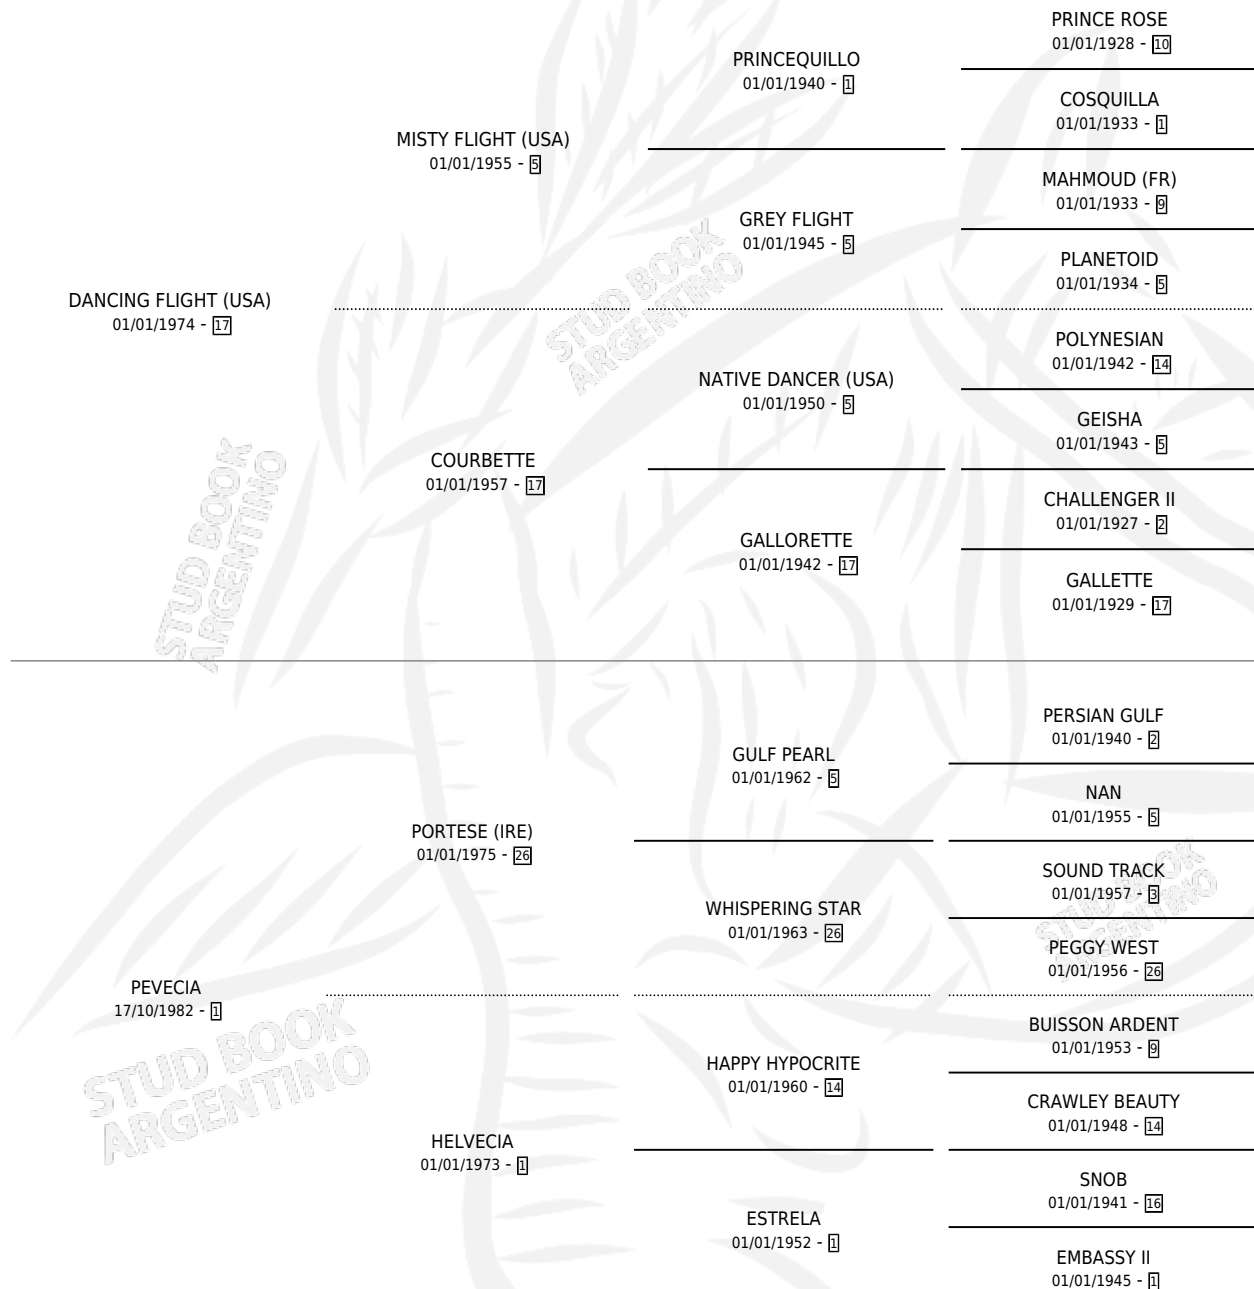 PRINCE ROSE
01/01/1928 - 10
PRINCEQUILLO
01/01/1940 - 1
COSQUILLA
01/01/1933 - 1
MISTY FLIGHT (USA)
01/01/1955 - 5
MAHMOUD (FR)
01/01/1933 - 9
GREY FLIGHT
01/01/1945 - 5
PLANETOID
01/01/1934 - 5
DANCING FLIGHT (USA)
01/01/1974 - 17
STUD BOOK
ARGENTINO
POLYNESIAN
01/01/1942 - 14
NATIVE DANCER (USA)
01/01/1950 - 5
GEISHA
01/01/1943 - 5
COURBETTE
01/01/1957 - 17
CHALLENGER II
01/01/1927 - 2
GALLORETTE
01/01/1942 - 17
GALLETTE
01/01/1929 - 17
STUD BOOK
ARGENTINO
PERSIAN GULF
01/01/1940 - 2
GULF PEARL
01/01/1962 - 5
NAN
01/01/1955 - 5
PORTESE (IRE)
01/01/1975 - 26
SOUND TRACK
01/01/1957 - 3
WHISPERING STAR
01/01/1963 - 26
STUD BOOK
ARGENTINO
PEGGY WEST
01/01/1956 - 26
PEVECIA
17/10/1982 - 1
STUD BOOK
ARGENTINO
BUISSON ARDENT
01/01/1953 - 9
HAPPY HYPOCRITE
01/01/1960 - 14
CRAWLEY BEAUTY
01/01/1948 - 14
HELVECIA
01/01/1973 - 1
SNOB
01/01/1941 - 16
ESTRELA
01/01/1952 - 1
EMBASSY II
01/01/1945 - 1